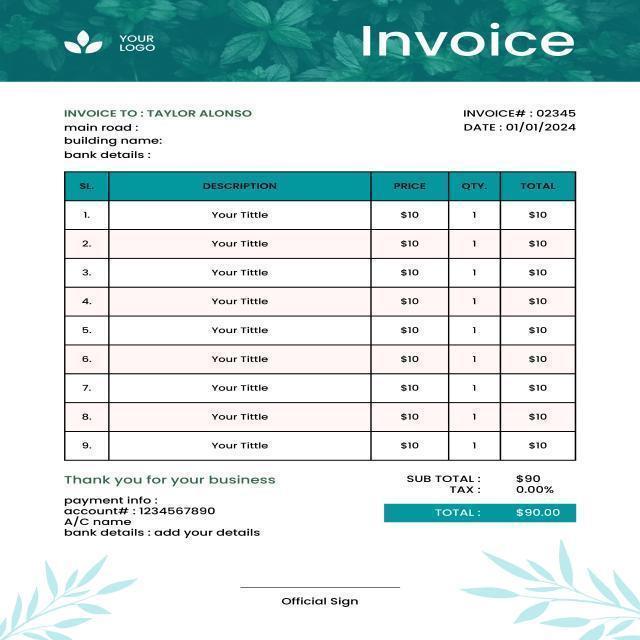 YOUR
LOGO
Invoice
INVOICE TO : TAYLOR ALONSO
main road :
building name:
bank details :
INVOICE# : 02345
DATE : 01/01/2024
SL. DESCRIPTION PRICE QTY. TOTAL
1. Your Tittle $10 1 $10
2. Your Tittle $10 1 $10
3. Your Tittle $10 1 $10
4. Your Tittle $10 1 $10
5. Your Tittle $10 1 $10
6. Your Tittle $10 1 $10
7. Your Tittle $10 1 $10
8. Your Tittle $10 1 $10
9. Your Tittle $10 1 $10
Thank you for your business
payment info :
account# : 1234567890
A/C name
bank details : add your details
SUB TOTAL : $90
TAX : 0.00%
TOTAL : $90.00
Official Sign